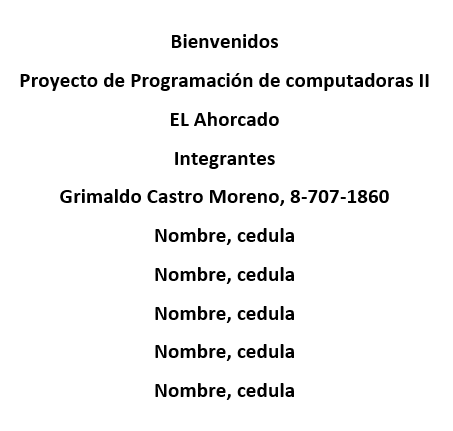 Bienvenidos
Proyecto de Programación de computadoras II
EL Ahorcado
Integrantes
Grimaldo Castro Moreno, 8-707-1860
Nombre, cedula
Nombre, cedula
Nombre, cedula
Nombre, cedula
Nombre, cedula